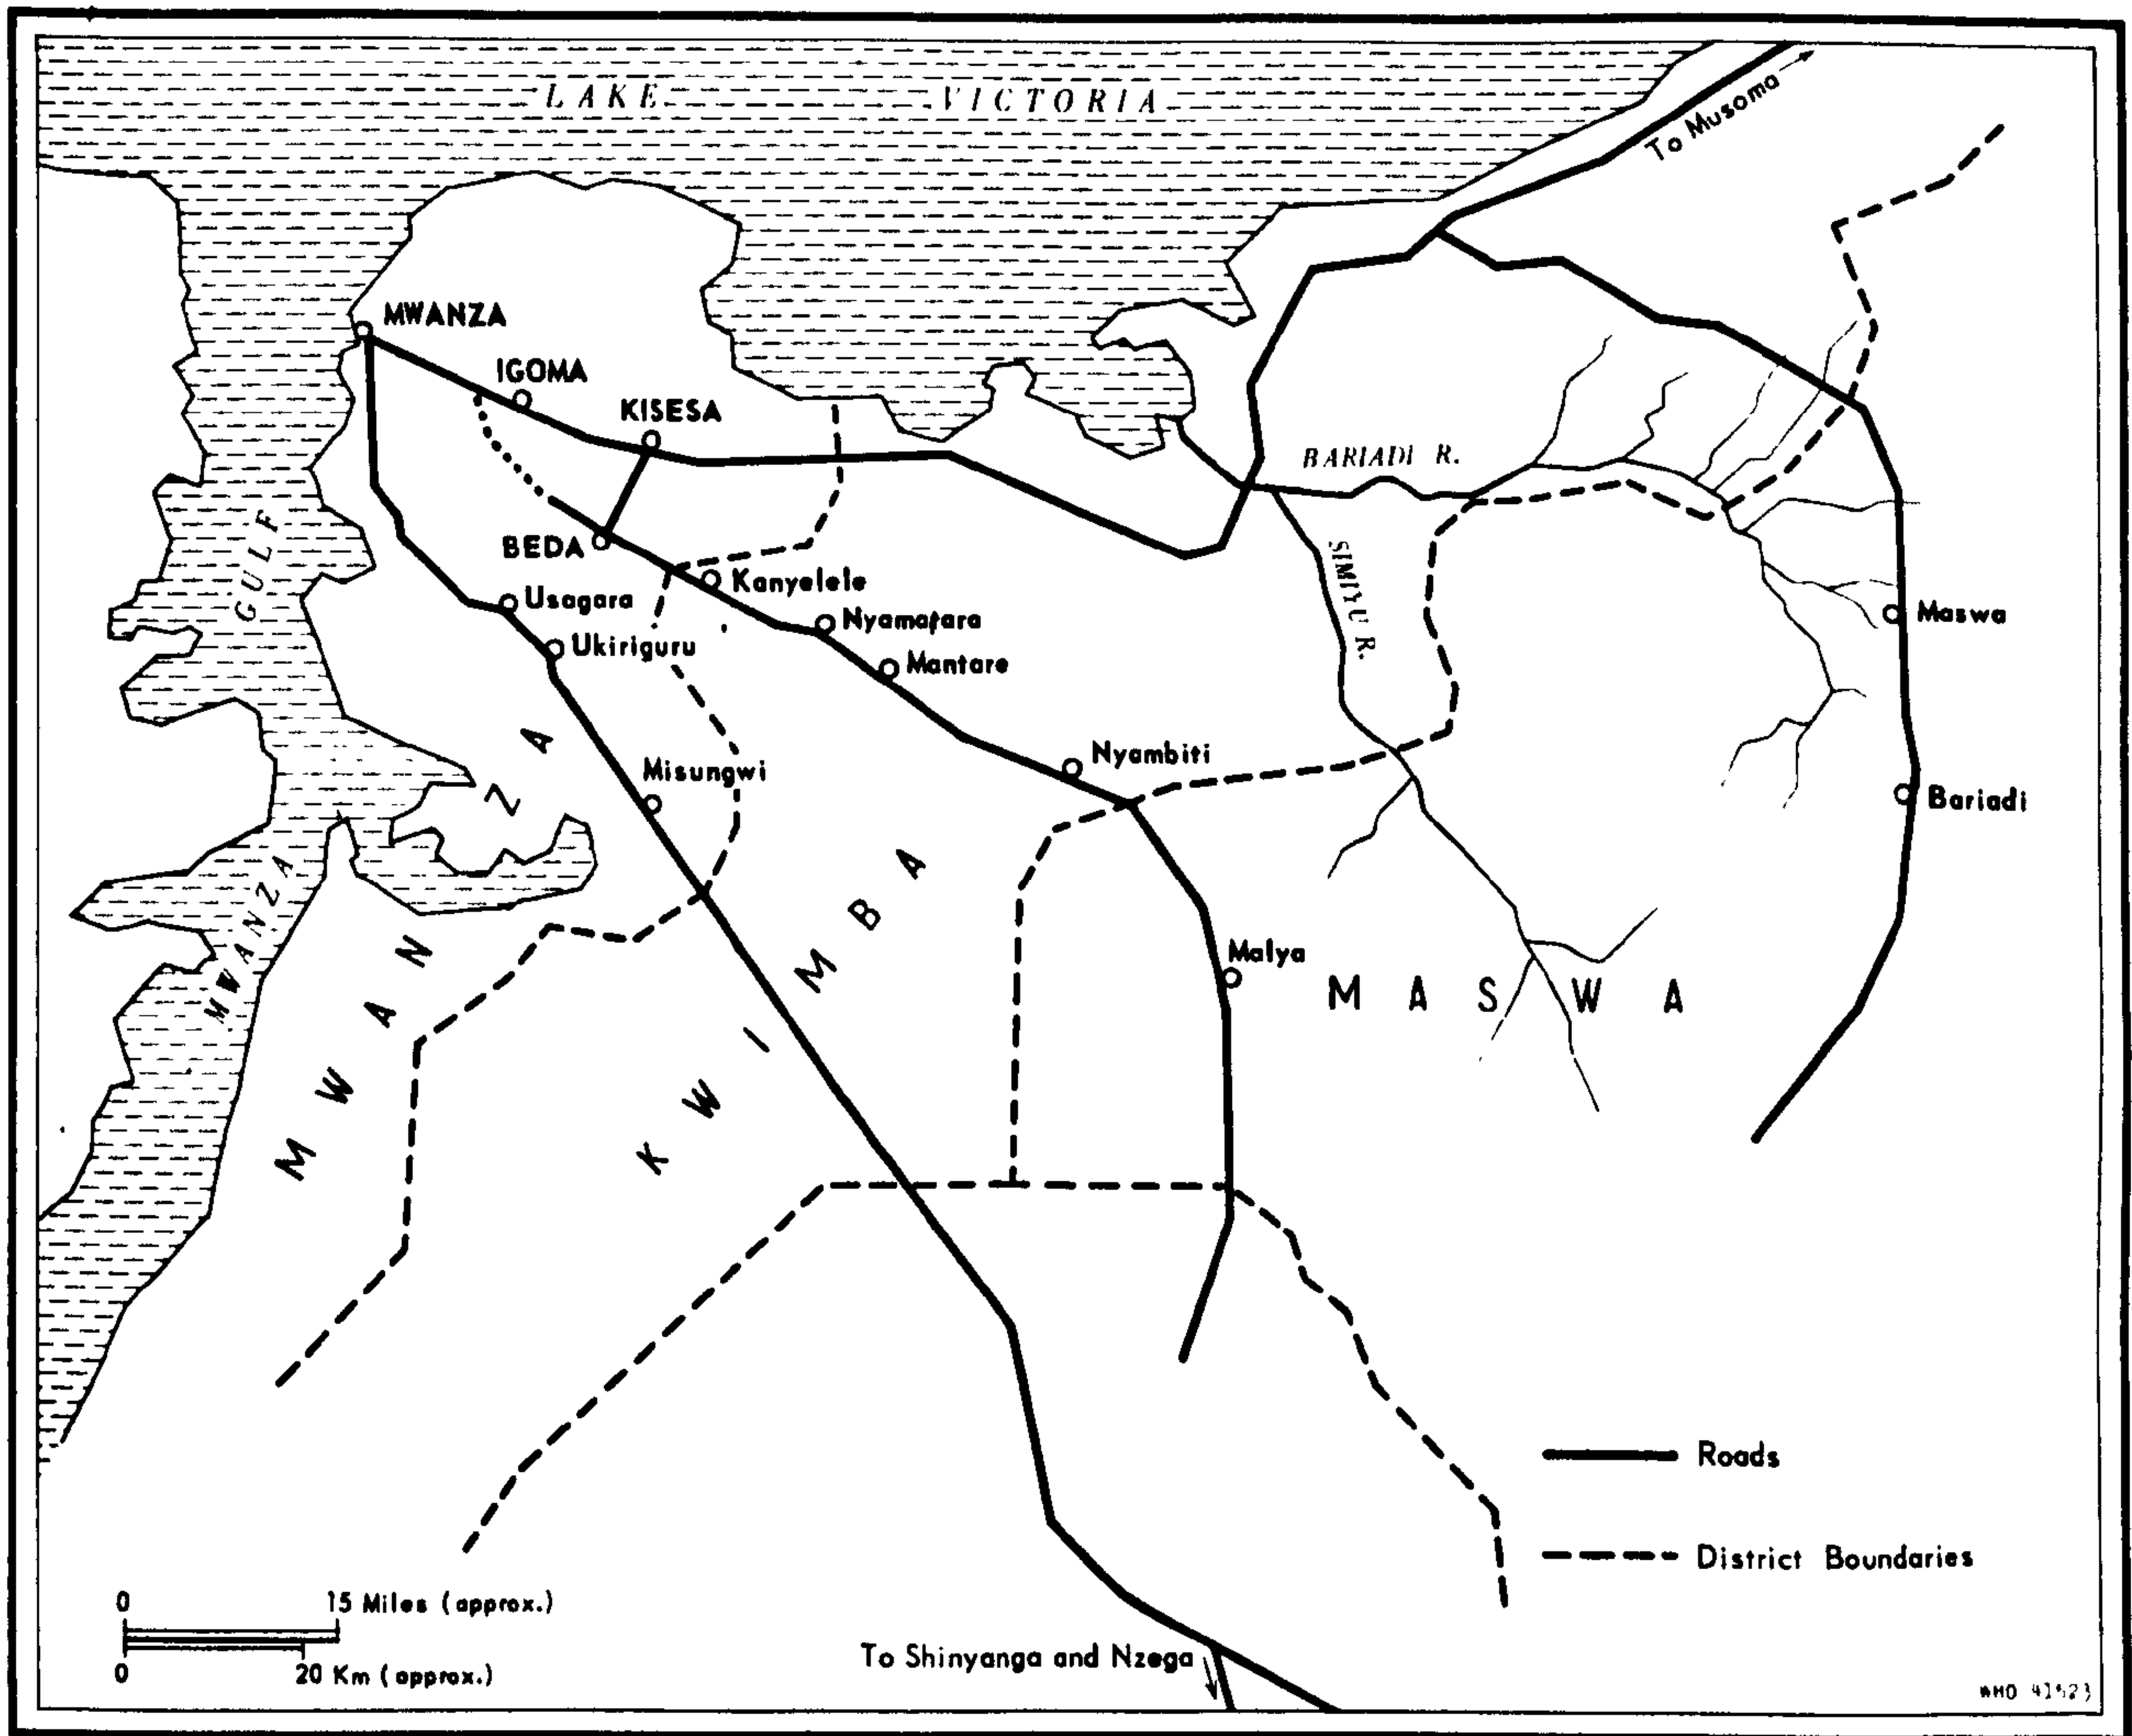 LAKE VICTORIA
To Musoma
MWANZA
IGOMA
KISESA
BARIADI R.
BEDA
Kanyelele
SIMIYU R.
GULF
Usagara
Nyamatara
Maswa
Ukiriguru
Mantare
Nyambiti
Misungwi
Bariadi
MWANZA
Malya
MWANZA
KWIMBA
MASWA
Roads
District Boundaries
0 15 Miles (approx.)
0 20 Km (approx.)
To Shinyanga and Nzega
WHO 41523